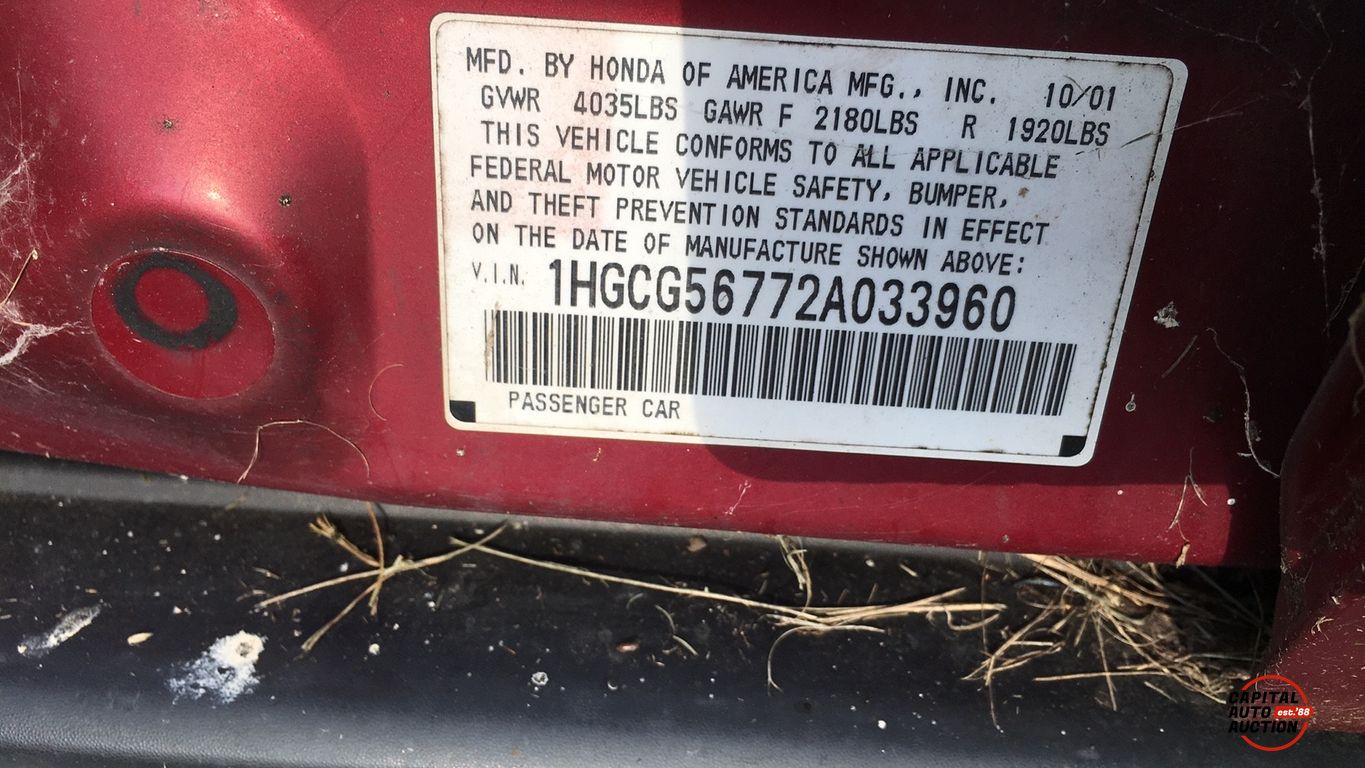 MFD. BY HONDA OF AMERICA MFG., INC. 10/01
GVWR 4035LBS GAWR F 2180LBS R 1920LBS
THIS VEHICLE CONFORMS TO ALL APPLICABLE
FEDERAL MOTOR VEHICLE SAFETY, BUMPER,
AND THEFT PREVENTION STANDARDS IN EFFECT
ON THE DATE OF MANUFACTURE SHOWN ABOVE:
V.I.N. 1HGCG56772A033960
PASSENGER CAR
CAPITAL
AUTO est.'88
AUCTION